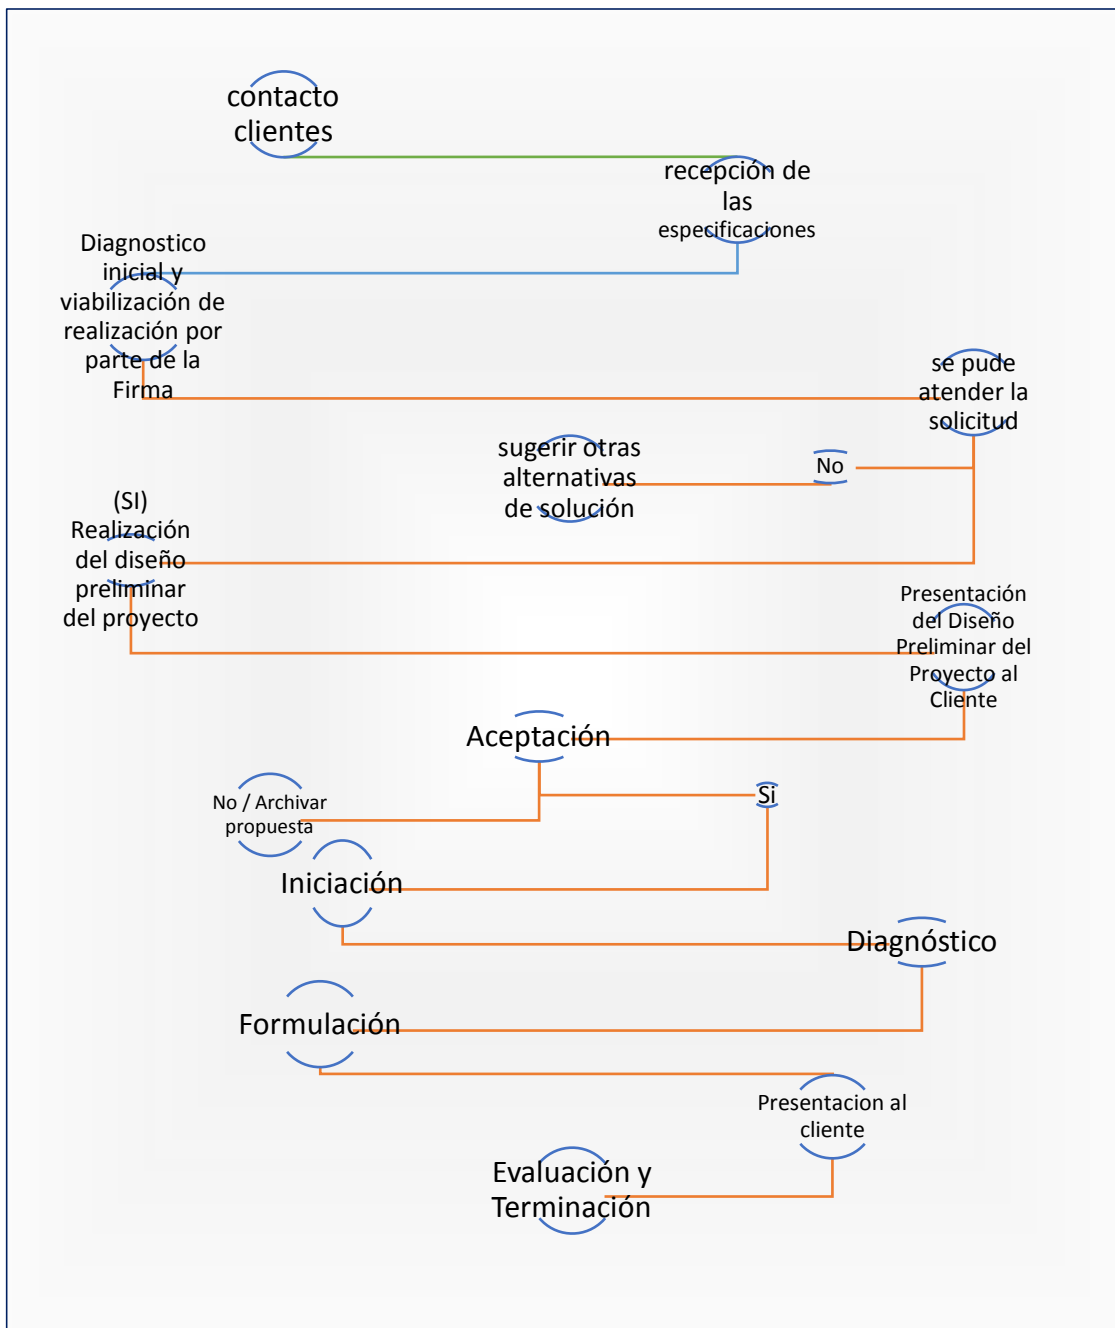 contacto
clientes
recepción de
las
especificaciones
Diagnostico
inicial y
viabilización de
realización por
parte de la
Firma
se pude
atender la
solicitud
No
sugerir otras
alternativas
de solución
(SI)
Realización
del diseño
preliminar
del proyecto
Presentación
del Diseño
Preliminar del
Proyecto al
Cliente
Aceptación
No / Archivar
propuesta
Si
Iniciación
Diagnóstico
Formulación
Presentacion al
cliente
Evaluación y
Terminación